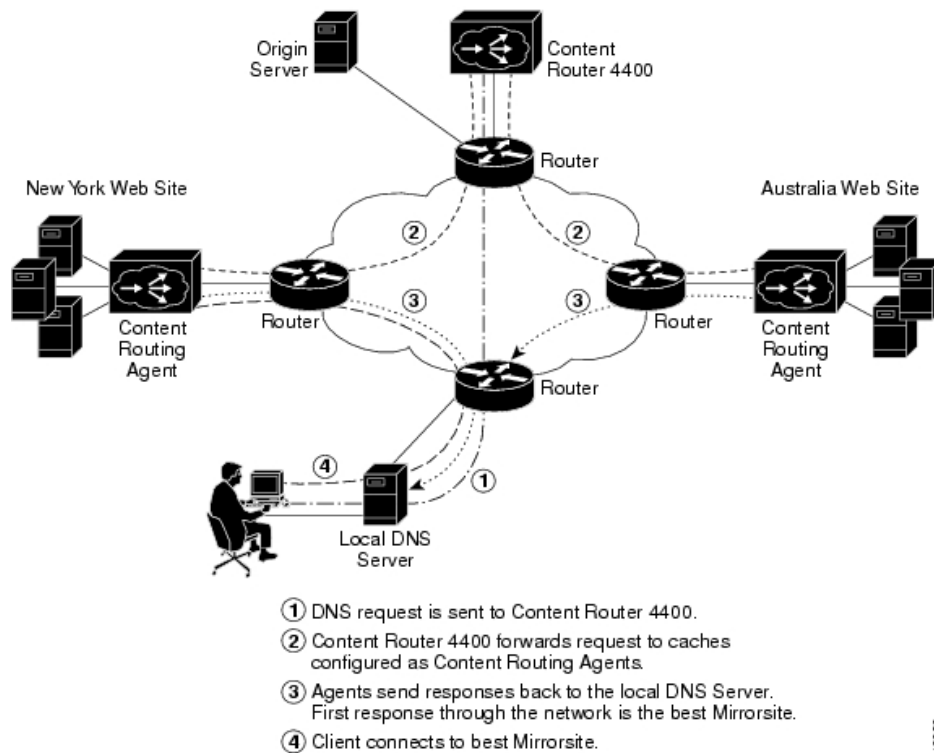 Origin
Server
Content
Router 4400
Router
New York Web Site
Australia Web Site
2
2
3
3
Content
Routing
Agent
Router
Router
Content
Routing
Agent
Router
4
1
Local DNS
Server
1 DNS request is sent to Content Router 4400.
2 Content Router 4400 forwards request to caches
configured as Content Routing Agents.
3 Agents send responses back to the local DNS Server.
First response through the network is the best Mirrorsite.
4 Client connects to best Mirrorsite.